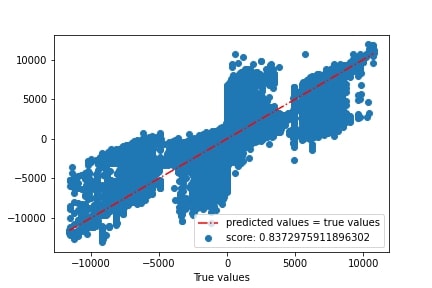 10000
5000
0
−5000
−10000
predicted values = true values
score: 0.8372975911896302
−10000 −5000 0 5000 10000
True values